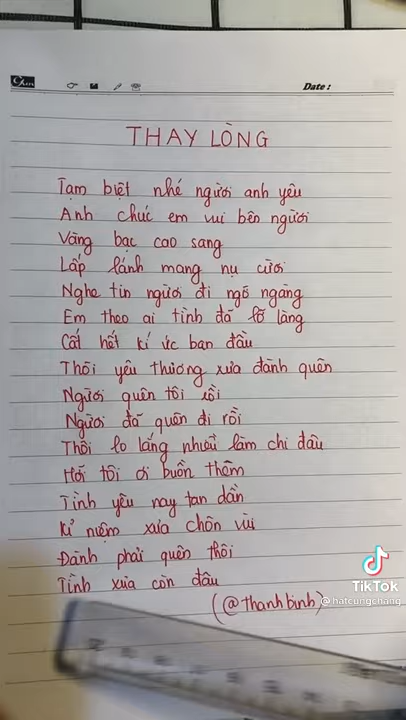 Date :
THAY LÒNG
Tạm biệt nhé người anh yêu
Anh chúc em vui bên người
Vàng bạc cao sang
Lấp lánh mang nụ cười
Nghe tin người đi ngỡ ngàng
Em theo ai tình đã lỡ làng
Cất hết kí ức ban đầu
Thôi yêu thương xưa đành quên
Người quên tôi rồi
Người đã quên đi rồi
Thôi lo lắng nhiều làm chi đâu
Hỡi tôi ơi buồn thêm
Tình yêu nay tan dần
Kỉ niệm xưa chôn vùi
Đành phải quên thôi
Tình xưa còn đâu
(@thanhbinh)
TikTok
@hatcungchang